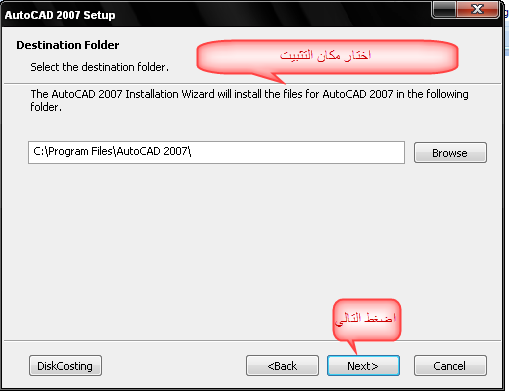 AutoCAD 2007 Setup
Destination Folder
Select the destination folder.
اختار مكان التتبيت
The AutoCAD 2007 Installation Wizard will install the files for AutoCAD 2007 in the following
folder.
C:\Program Files\AutoCAD 2007\
Browse
اضغط التالي
DiskCosting
<Back
Next>
Cancel